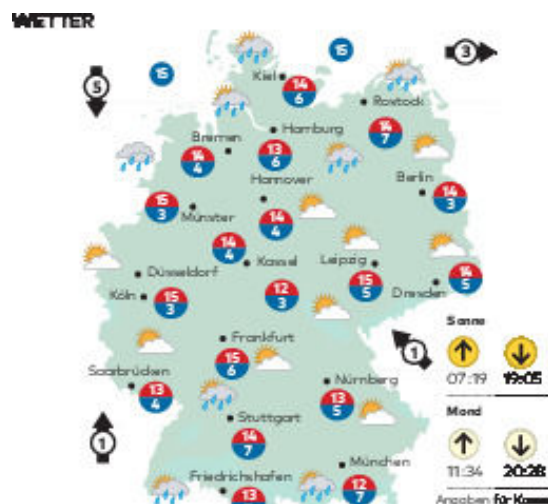 WETTER
15
15
3
5
Kiel
14
6
Rostock
14
7
Hamburg
13
6
Bremen
14
4
Hannover
14
4
Berlin
14
3
15
3
Münster
14
4
Kassel
Leipzig
15
5
Dresden
14
5
Düsseldorf
Köln
15
3
12
3
Frankfurt
15
6
1
Sonne
07:19 19:05
Saarbrücken
13
4
Nürnberg
13
5
1
Stuttgart
14
7
Mond
11:34 20:28
München
12
7
Friedrichshafen
13
Angaben für Kassel